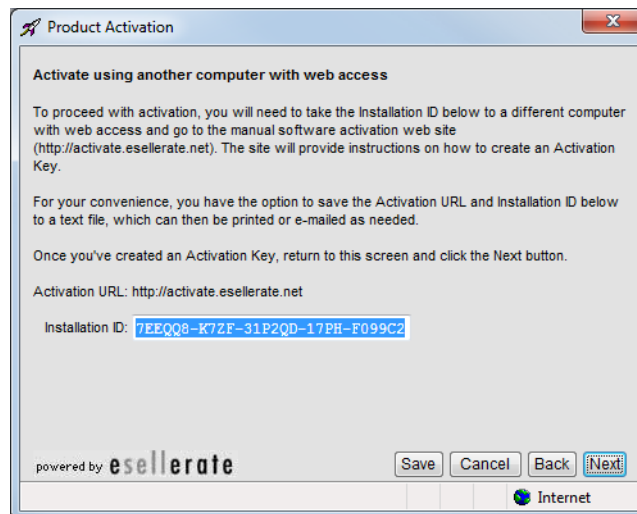 Product Activation
Activate using another computer with web access
To proceed with activation, you will need to take the Installation ID below to a different computer
with web access and go to the manual software activation web site
(http://activate.esellerate.net). The site will provide instructions on how to create an Activation
Key.
For your convenience, you have the option to save the Activation URL and Installation ID below
to a text file, which can then be printed or e-mailed as needed.
Once you've created an Activation Key, return to this screen and click the Next button.
Activation URL: http://activate.esellerate.net
Installation ID: 7EEQQ8-K7ZF-31P2QD-17PH-F099C2
powered by esellerate
Save Cancel Back Next
Internet